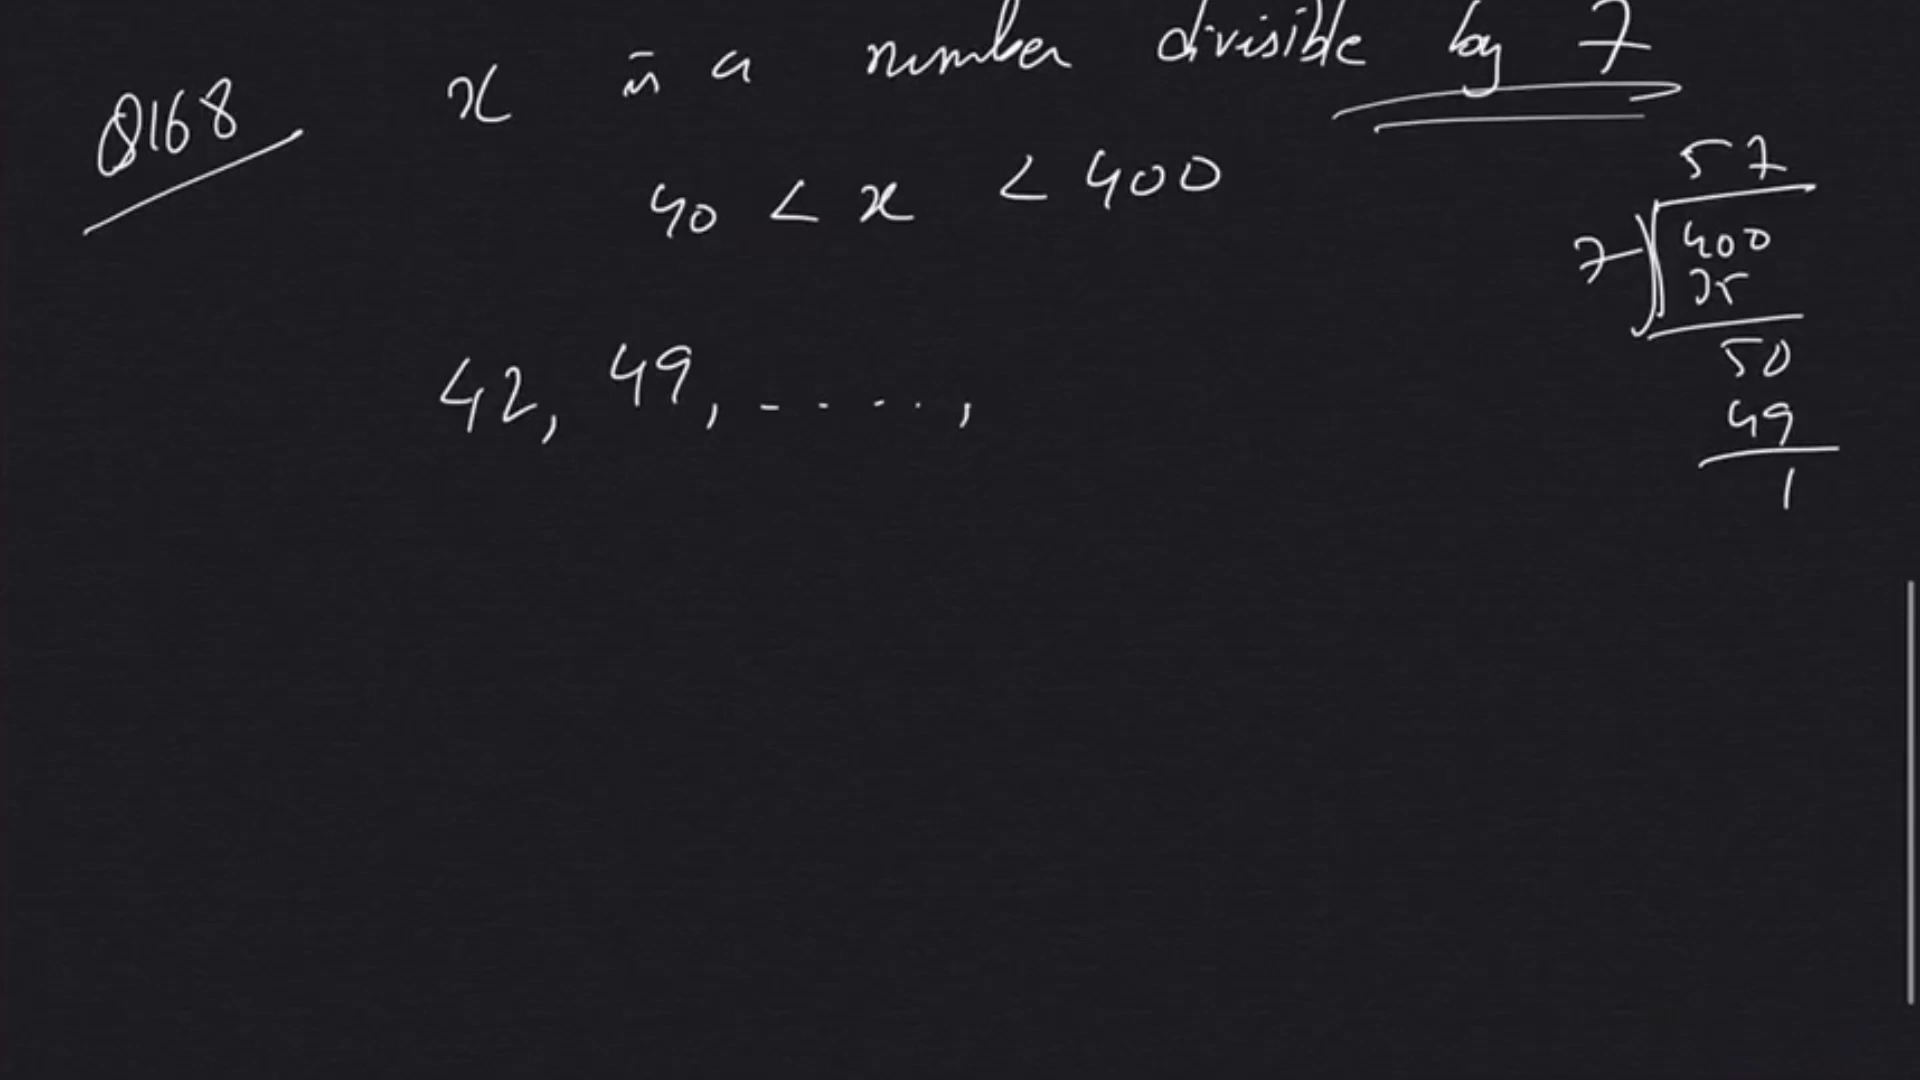 Q168 x is a number divisible by 7
40 < x < 400
57
7 400
35
50
49
1
42, 49, - . . . . ,